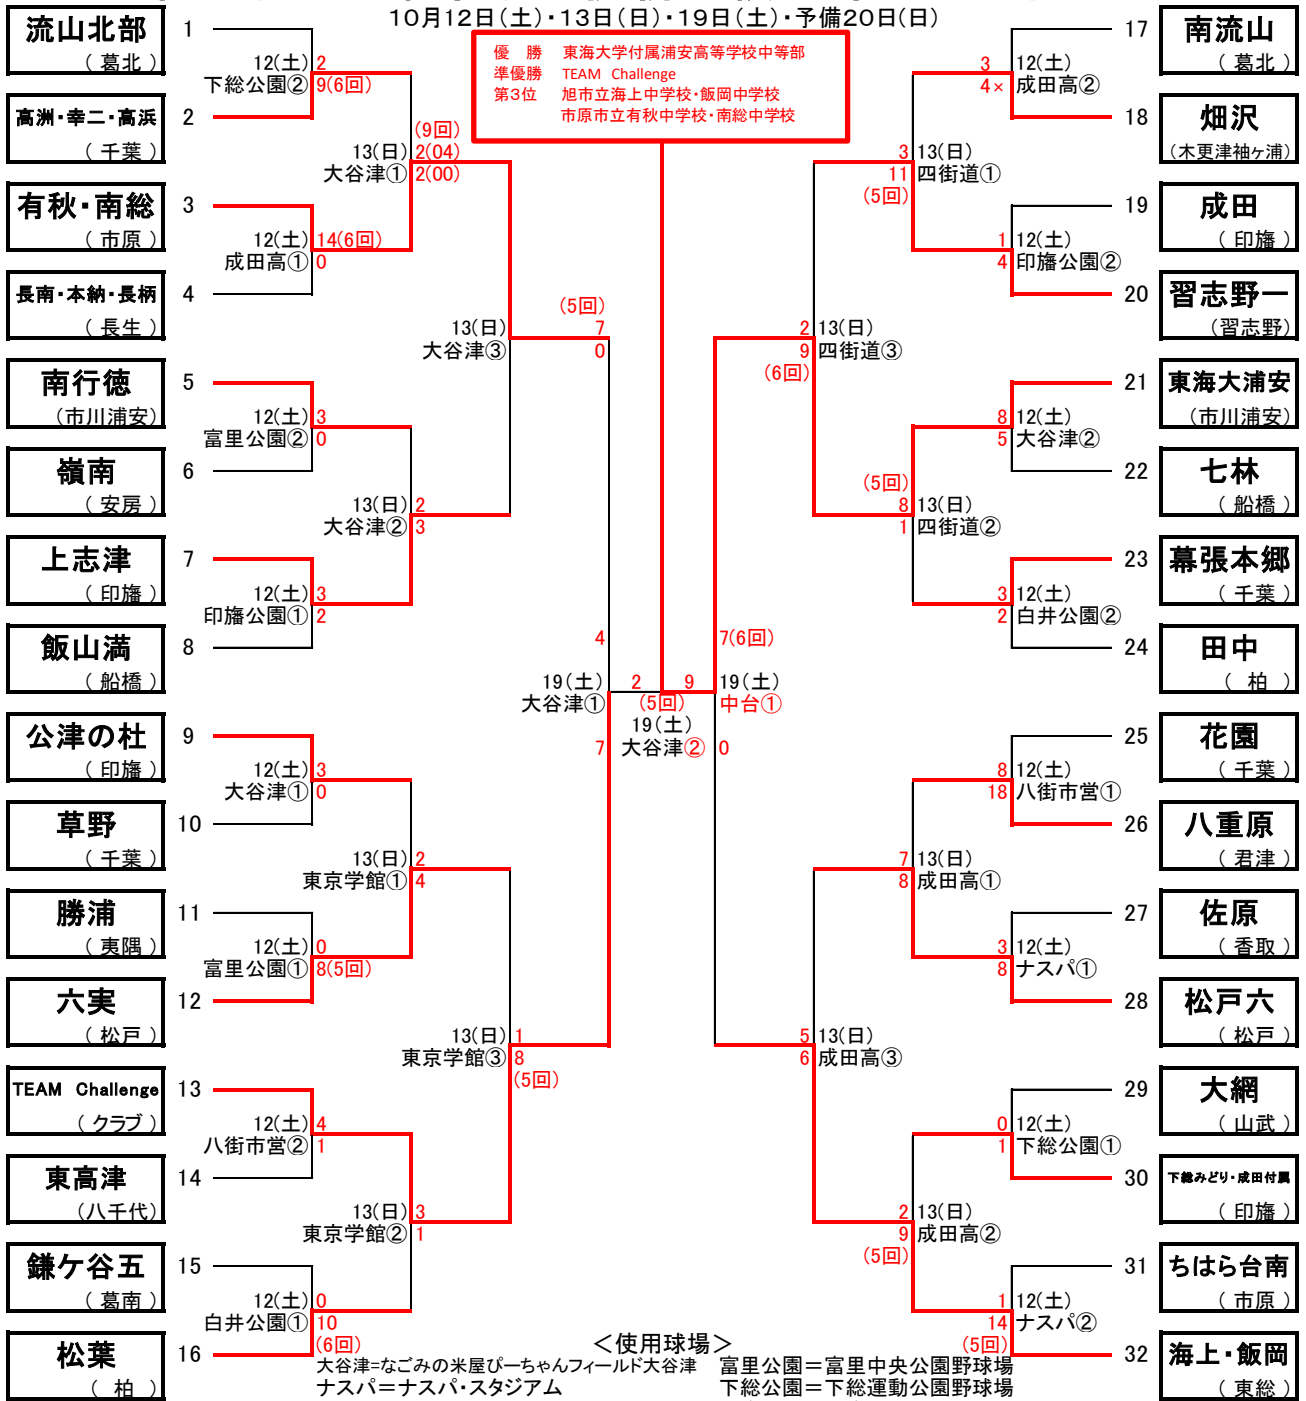 10月12日(土)・13日(日)・19日(土)・予備20日(日)
優　勝　東海大学付属浦安高等学校中等部
準優勝　TEAM Challenge
第3位　旭市立海上中学校・飯岡中学校
市原市立有秋中学校・南総中学校
流山北部
(葛北)
1
12(土) 2
下総公園② 9(6回)
高洲・幸二・高浜
(千葉)
2
(9回)
13(日) 2(04)
大谷津① 2(00)
有秋・南総
(市原)
3
12(土) 14(6回)
成田高① 0
長南・本納・長柄
(長生)
4
(5回)
13(日) 7
大谷津③ 0
南行徳
(市川浦安)
5
12(土) 3
富里公園② 0
嶺南
(安房)
6
13(日) 2
大谷津② 3
上志津
(印旛)
7
12(土) 3
印旛公園① 2
飯山満
(船橋)
8
4
19(土)
大谷津①
7
公津の杜
(印旛)
9
12(土) 3
大谷津① 0
草野
(千葉)
10
13(日) 2
東京学館① 4
勝浦
(夷隅)
11
12(土) 0
富里公園① 8(5回)
六実
(松戸)
12
13(日) 1
東京学館③ 8
(5回)
TEAM Challenge
(クラブ)
13
12(土) 4
八街市営② 1
東高津
(八千代)
14
13(日) 3
東京学館② 1
鎌ケ谷五
(葛南)
15
12(土) 0
白井公園① 10
(6回)
松葉
(柏)
16
2 9
(5回)
19(土)
大谷津②
17
南流山
(葛北)
3 12(土)
4× 成田高②
18
畑沢
(木更津袖ヶ浦)
3 13(日)
11 四街道①
(5回)
19
成田
(印旛)
1 12(土)
4 印旛公園②
20
習志野一
(習志野)
2 13(日)
9 四街道③
(6回)
21
東海大浦安
(市川浦安)
8 12(土)
5 大谷津②
22
七林
(船橋)
(5回)
8 13(日)
1 四街道②
23
幕張本郷
(千葉)
3 12(土)
2 白井公園②
24
田中
(柏)
7(6回)
19(土)
中台①
0
25
花園
(千葉)
8 12(土)
18 八街市営①
26
八重原
(君津)
7 13(日)
8 成田高①
27
佐原
(香取)
3 12(土)
8 ナスパ①
28
松戸六
(松戸)
5 13(日)
6 成田高③
29
大網
(山武)
0 12(土)
1 下総公園①
30
下総みどり・成田付属
(印旛)
2 13(日)
9 成田高②
(5回)
31
ちはら台南
(市原)
1 12(土)
14 ナスパ②
(5回)
32
海上・飯岡
(東総)
＜使用球場＞
大谷津=なごみの米屋ぴーちゃんフィールド大谷津　富里公園＝富里中央公園野球場
ナスパ＝ナスパ・スタジアム　下総公園＝下総運動公園野球場